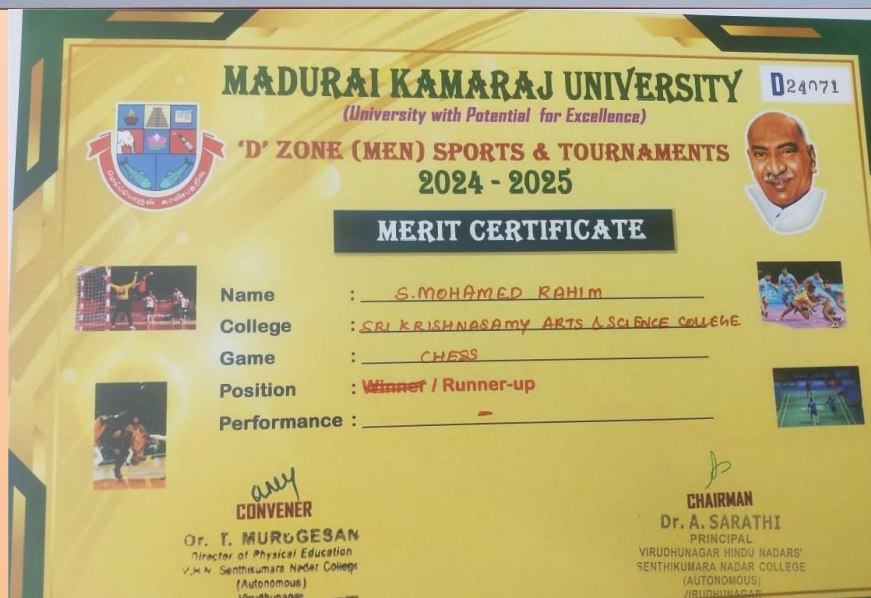 MADURAI KAMARAJ UNIVERSITY
D24071
(University with Potential for Excellence)
'D' ZONE (MEN) SPORTS & TOURNAMENTS
2024 - 2025
MERIT CERTIFICATE
Name : S.MOHAMED RAHIM
College : SRI KRISHNASAMY ARTS & SCIENCE COLLEGE
Game : CHESS
Position : Winner / Runner-up
Performance : -
CONVENER
Dr. T. MURUGESAN
Director of Physical Education
V.H.N. Senthikumara Nadar College
(Autonomous)
Virudhunagar
CHAIRMAN
Dr. A. SARATHI
PRINCIPAL
VIRUDHUNAGAR HINDU NADARS'
SENTHIKUMARA NADAR COLLEGE
(AUTONOMOUS)
VIRUDHUNAGAR